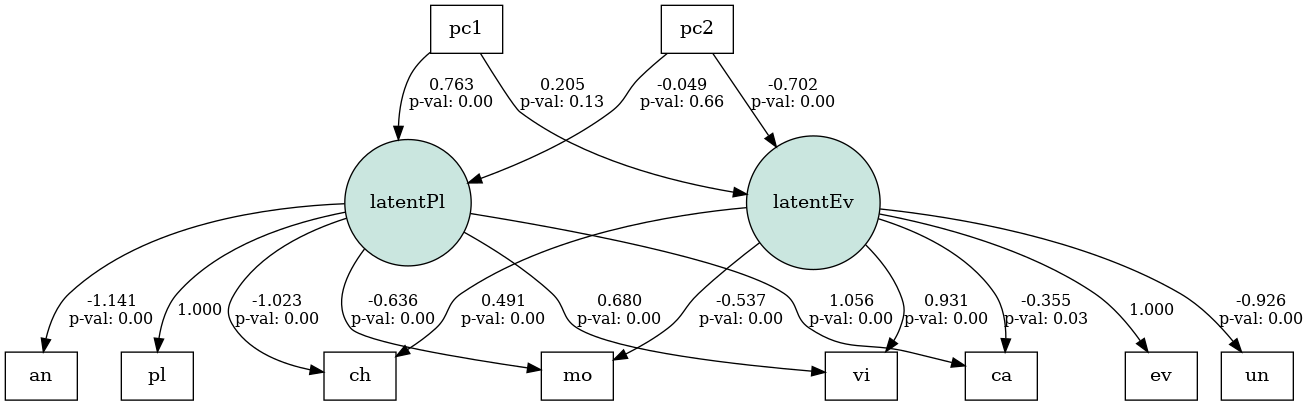 pc1
pc2
0.763
p-val: 0.00
0.205
p-val: 0.13
-0.049
p-val: 0.66
-0.702
p-val: 0.00
latentPl
latentEv
-1.141
p-val: 0.00
1.000
-1.023
p-val: 0.00
-0.636
p-val: 0.00
0.491
p-val: 0.00
0.680
p-val: 0.00
-0.537
p-val: 0.00
1.056
p-val: 0.00
0.931
p-val: 0.00
-0.355
p-val: 0.03
1.000
-0.926
p-val: 0.00
an
pl
ch
mo
vi
ca
ev
un